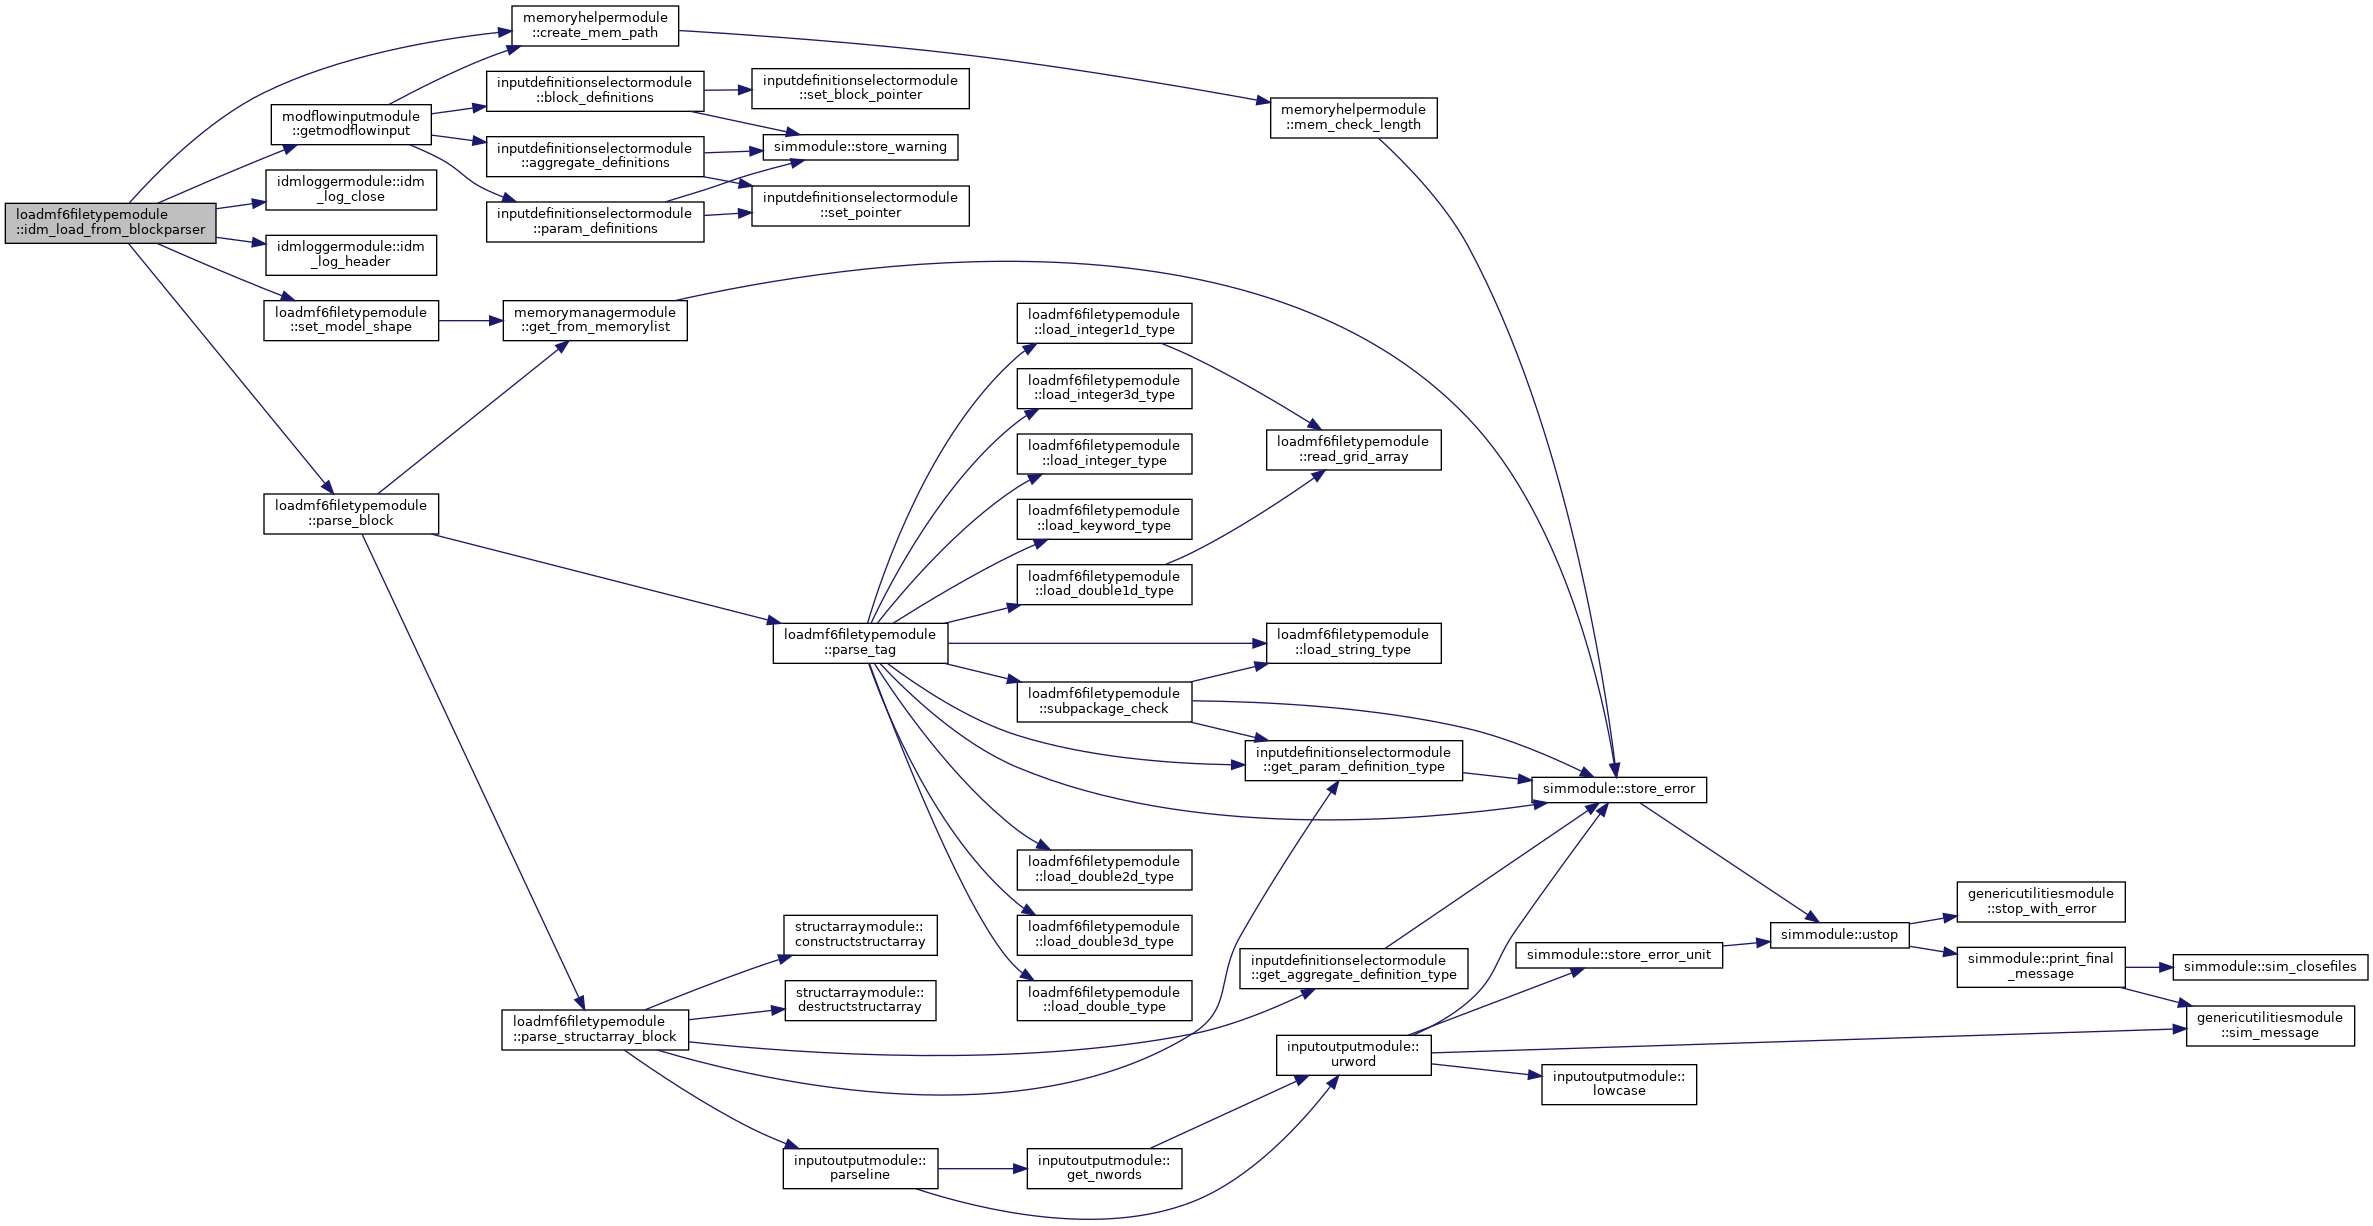 memoryhelpermodule
::create_mem_path
inputdefinitionselectormodule
::block_definitions
inputdefinitionselectormodule
::set_block_pointer
memoryhelpermodule
::mem_check_length
modflowinputmodule
::getmodflowinput
inputdefinitionselectormodule
::aggregate_definitions
simmodule::store_warning
idmloggermodule::idm
_log_close
inputdefinitionselectormodule
::set_pointer
loadmf6filetypemodule
::idm_load_from_blockparser
inputdefinitionselectormodule
::param_definitions
idmloggermodule::idm
_log_header
loadmf6filetypemodule
::set_model_shape
memorymanagermodule
::get_from_memorylist
loadmf6filetypemodule
::load_integer1d_type
loadmf6filetypemodule
::load_integer3d_type
loadmf6filetypemodule
::load_integer_type
loadmf6filetypemodule
::read_grid_array
loadmf6filetypemodule
::parse_block
loadmf6filetypemodule
::load_keyword_type
loadmf6filetypemodule
::load_double1d_type
loadmf6filetypemodule
::parse_tag
loadmf6filetypemodule
::load_string_type
loadmf6filetypemodule
::subpackage_check
inputdefinitionselectormodule
::get_param_definition_type
simmodule::store_error
loadmf6filetypemodule
::load_double2d_type
loadmf6filetypemodule
::load_double3d_type
loadmf6filetypemodule
::load_double_type
structarraymodule::
constructstructarray
structarraymodule::
destructstructarray
inputdefinitionselectormodule
::get_aggregate_definition_type
simmodule::store_error_unit
simmodule::ustop
genericutilitiesmodule
::stop_with_error
simmodule::print_final
_message
simmodule::sim_closefiles
genericutilitiesmodule
::sim_message
loadmf6filetypemodule
::parse_structarray_block
inputoutputmodule::
urword
inputoutputmodule::
lowcase
inputoutputmodule::
parseline
inputoutputmodule::
get_nwords